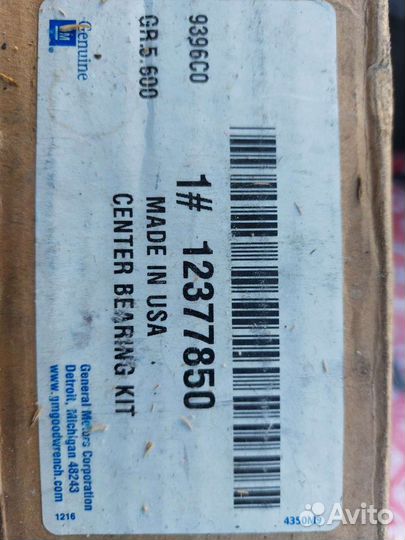 GM
Genuine
9396C0
GR.5.600
1# 12377850
MADE IN USA
CENTER BEARING KIT
General Motors Corporation
Detroit, Michigan 48243
www.gmgoodwrench.com
1216
4350M9
Avito